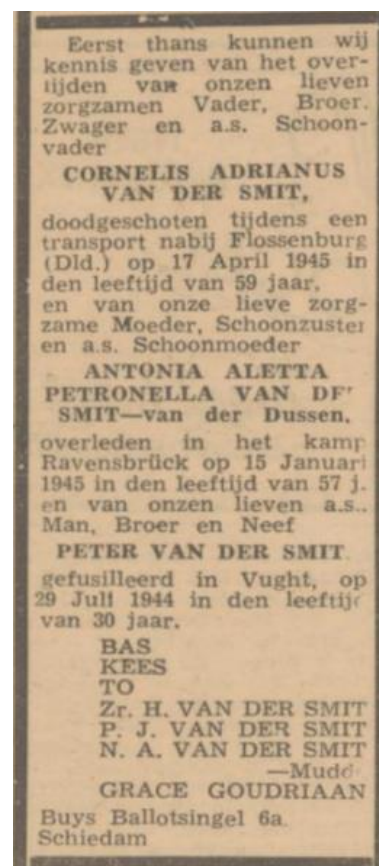 Eerst thans kunnen wij
kennis geven van het over-
lijden van onzen lieven
zorgzamen Vader, Broer.
Zwager en a.s. Schoon-
vader
CORNELIS ADRIANUS
VAN DER SMIT,
doodgeschoten tijdens een
transport nabij Flossenburg
(Dld.) op 17 April 1945 in
den leeftijd van 59 jaar,
en van onze lieve zorg-
zame Moeder, Schoonzuster
en a.s. Schoonmoeder
ANTONIA ALETTA
PETRONELLA VAN DER
SMIT—van der Dussen,
overleden in het kamp
Ravensbrück op 15 Januari
1945 in den leeftijd van 57 j.
en van onzen lieven a.s..
Man, Broer en Neef
PETER VAN DER SMIT
gefusilleerd in Vught, op
29 Juli 1944 in den leeftijd
van 30 jaar.
BAS
KEES
TO
Zr. H. VAN DER SMIT
P. J. VAN DER SMIT
N. A. VAN DER SMIT
—Mudd
GRACE GOUDRIAAN
Buys Ballotsingel 6a.
Schiedam